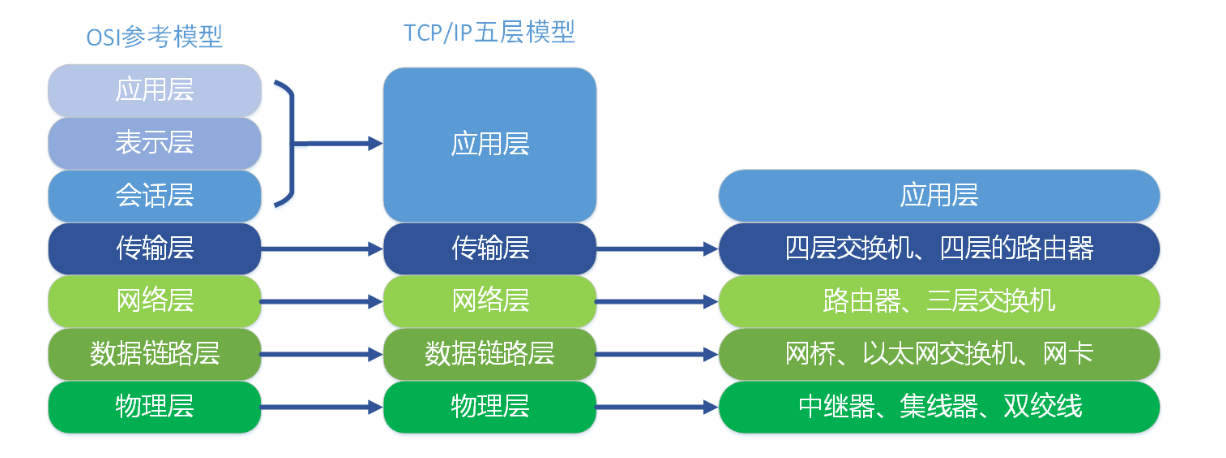 OSI参考模型
应用层
表示层
会话层
传输层
网络层
数据链路层
物理层
TCP/IP五层模型
应用层
传输层
网络层
数据链路层
物理层
应用层
四层交换机、四层的路由器
路由器、三层交换机
网桥、以太网交换机、网卡
中继器、集线器、双绞线